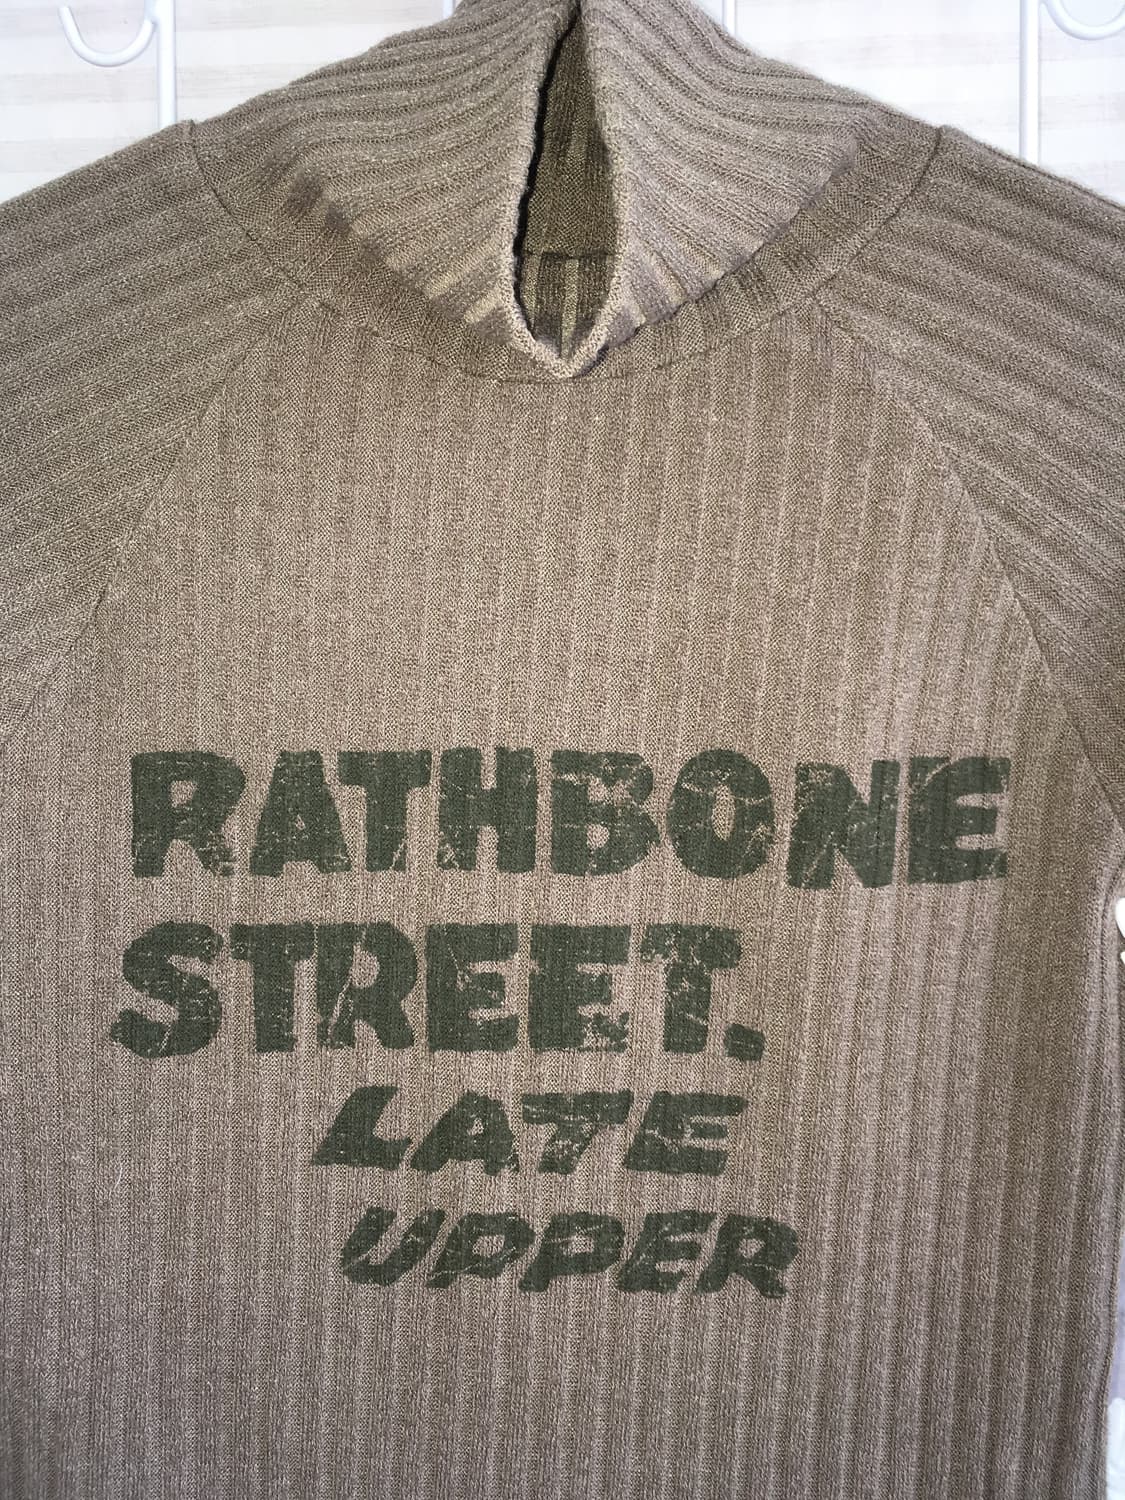 RATHBONE
STREET.
LATE
UPPER